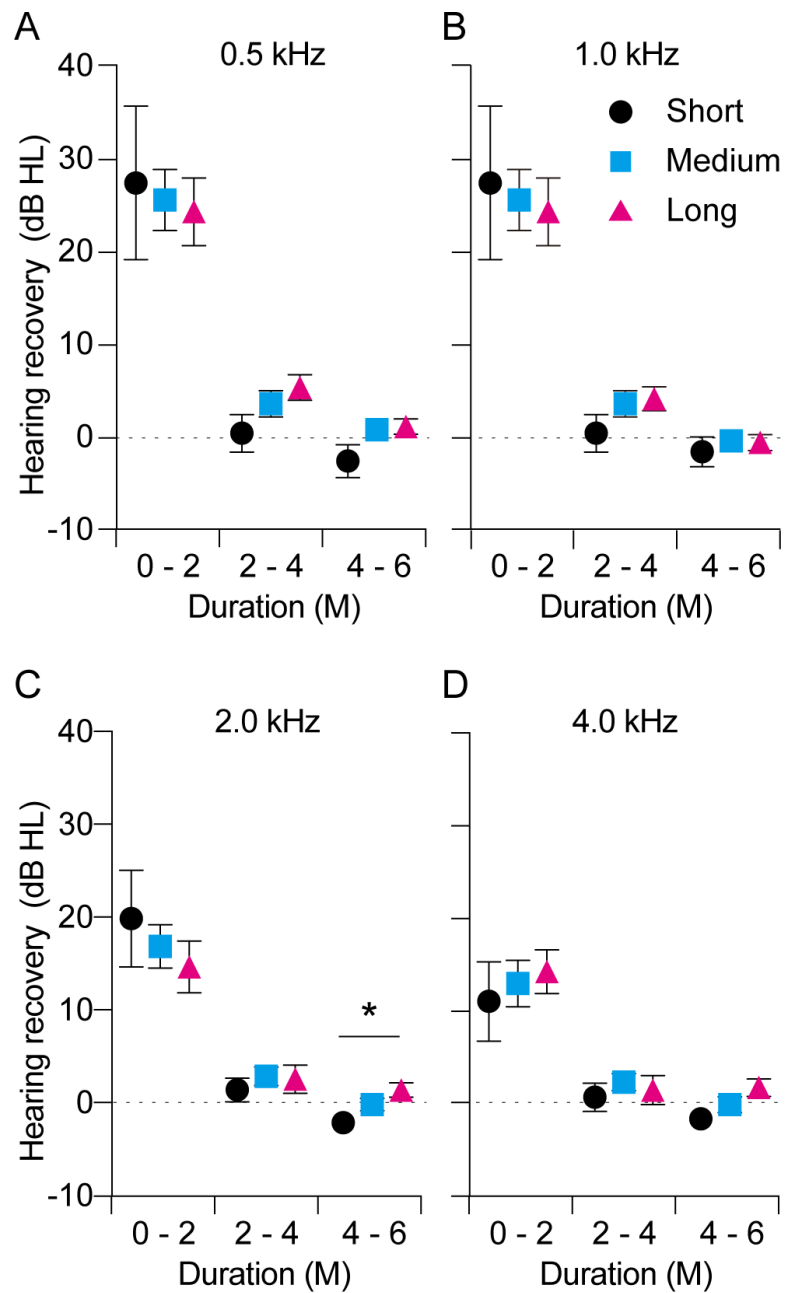 A
B
0.5 kHz
1.0 kHz
40
30
20
10
0
-10
Hearing recovery (dB HL)
Short
Medium
Long
0 - 2
2 - 4
4 - 6
0 - 2
2 - 4
4 - 6
Duration (M)
Duration (M)
C
D
2.0 kHz
4.0 kHz
40
30
20
10
0
-10
Hearing recovery (dB HL)
*
0 - 2
2 - 4
4 - 6
0 - 2
2 - 4
4 - 6
Duration (M)
Duration (M)